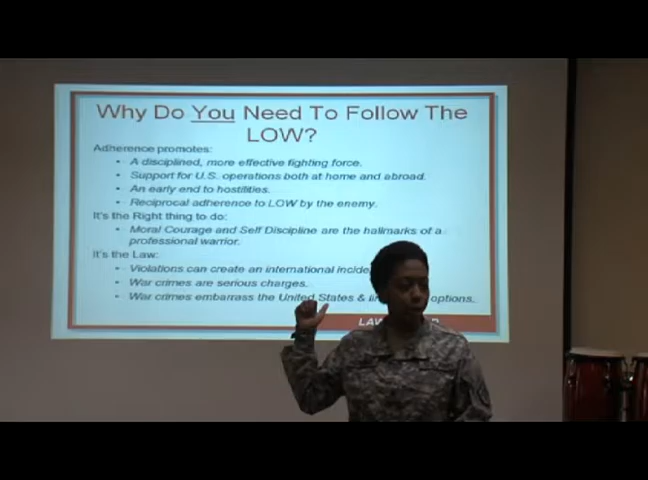 Why Do You Need To Follow The
LOW?
Adherence promotes:
• A disciplined, more effective fighting force.
• Support for U.S. operations both at home and abroad.
• An early end to hostilities.
• Reciprocal adherence to LOW by the enemy.
It's the Right thing to do:
• Moral Courage and Self Discipline are the hallmarks of a
professional warrior.
It's the Law:
• Violations can create an international incide
• War crimes are serious charges.
• War crimes embarrass the United States & options.
LAW